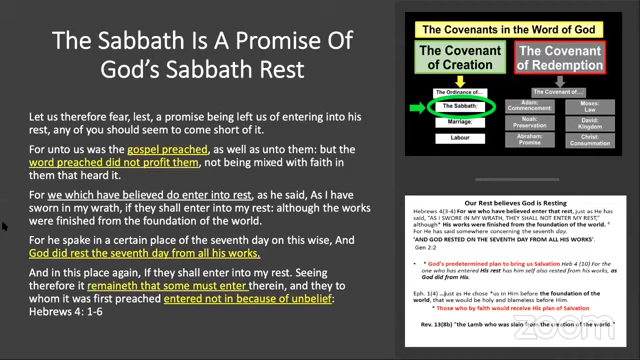 The Sabbath Is A Promise Of
God's Sabbath Rest
Let us therefore fear, lest, a promise being left us of entering into his
rest, any of you should seem to come short of it.
For unto us was the gospel preached, as well as unto them: but the
word preached did not profit them, not being mixed with faith in
them that heard it.
For we which have believed do enter into rest, as he said, As I have
sworn in my wrath, if they shall enter into my rest: although the works
were finished from the foundation of the world.
For he spake in a certain place of the seventh day on this wise, And
God did rest the seventh day from all his works.
And in this place again, If they shall enter into my rest. Seeing
therefore it remaineth that some must enter therein, and they to
whom it was first preached entered not in because of unbelief:
Hebrews 4: 1-6
The Covenants in the Word of God
The Covenant
of Creation
The Ordinance of...
The Sabbath:
Marriage:
Labour
The Covenant
of Redemption
The Covenant of...:
Adam:
Commencement:
Moses:
Law
Noah:
Preservation
David:
Kingdom
Abraham:
Promise
Christ:
Consummation
Our Rest believes God is Resting
Hebrews 4(3-4) For we who have believed enter that rest, just as He has
said, "AS I SWORE IN MY WRATH, THEY SHALL NOT ENTER MY REST,"
although* His works were finished from the foundation of the world. 4
For He has said somewhere concerning the seventh day.
'AND GOD RESTED ON THE SEVENTH DAY FROM ALL HIS WORKS'.
Gen 2:2
• * God's predetermined plan to bring us Salvation Heb 4 (10) For the
one who has entered His rest has him self also rested from his works, as
God did from His.
Eph. 1(4) ...just as He chose *us in Him before the foundation of the
world, that we would be holy and blameless before Him.
* Those who by faith would receive His plan of Salvation
Rev. 13(8b) "the Lamb who was slain from the creation of the world."
zoom